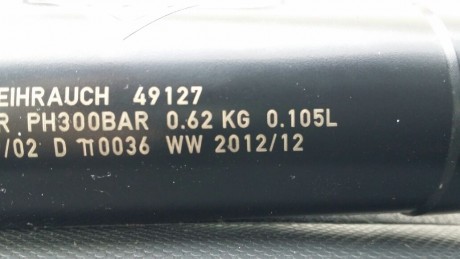 EIHRAUCH 49127
R PH300BAR 0.62 KG 0.105L
/02 D π0036 WW 2012/12